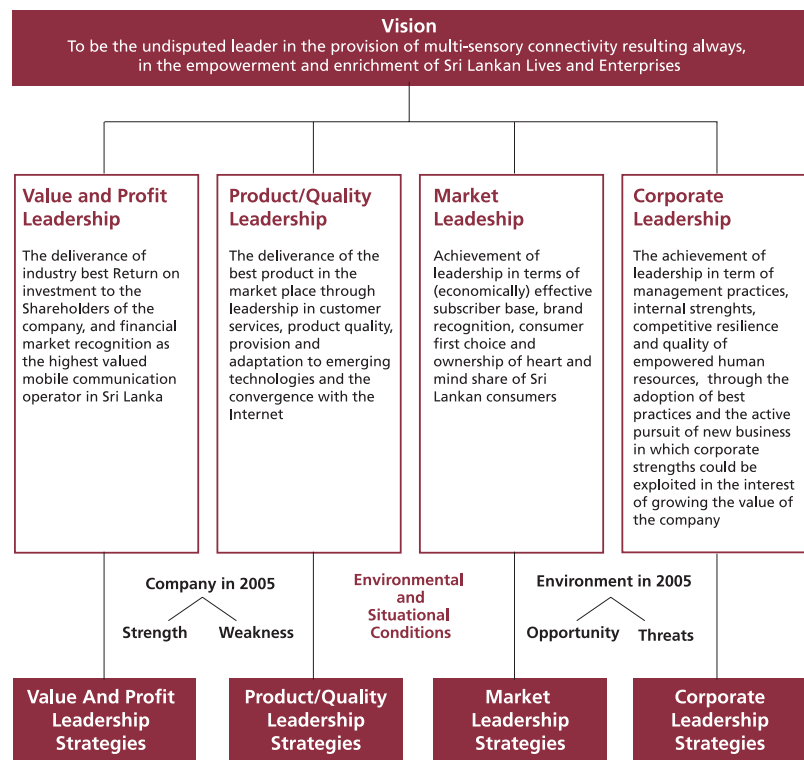 Vision
To be the undisputed leader in the provision of multi-sensory connectivity resulting always,
in the empowerment and enrichment of Sri Lankan Lives and Enterprises
Value and Profit
Leadership
The deliverance of
industry best Return on
investment to the
Shareholders of the
company, and financial
market recognition as
the highest valued
mobile communication
operator in Sri Lanka
Product/Quality
Leadership
The deliverance of the
best product in the
market place through
leadership in customer
services, product quality,
provision and
adaptation to emerging
technologies and the
convergence with the
Internet
Market
Leadeship
Achievement of
leadership in terms of
(economically) effective
subscriber base, brand
recognition, consumer
first choice and
ownership of heart and
mind share of Sri
Lankan consumers
Corporate
Leadership
The achievement of
leadership in term of
management practices,
internal strenghts,
competitive resilience
and quality of
empowered human
resources, through the
adoption of best
practices and the active
pursuit of new business
in which corporate
strengths could be
exploited in the interest
of growing the value of
the company
Company in 2005
Strength Weakness
Environmental
and
Situational
Conditions
Environment in 2005
Opportunity Threats
Value And Profit
Leadership
Strategies
Product/Quality
Leadership
Strategies
Market
Leadership
Strategies
Corporate
Leadership
Strategies